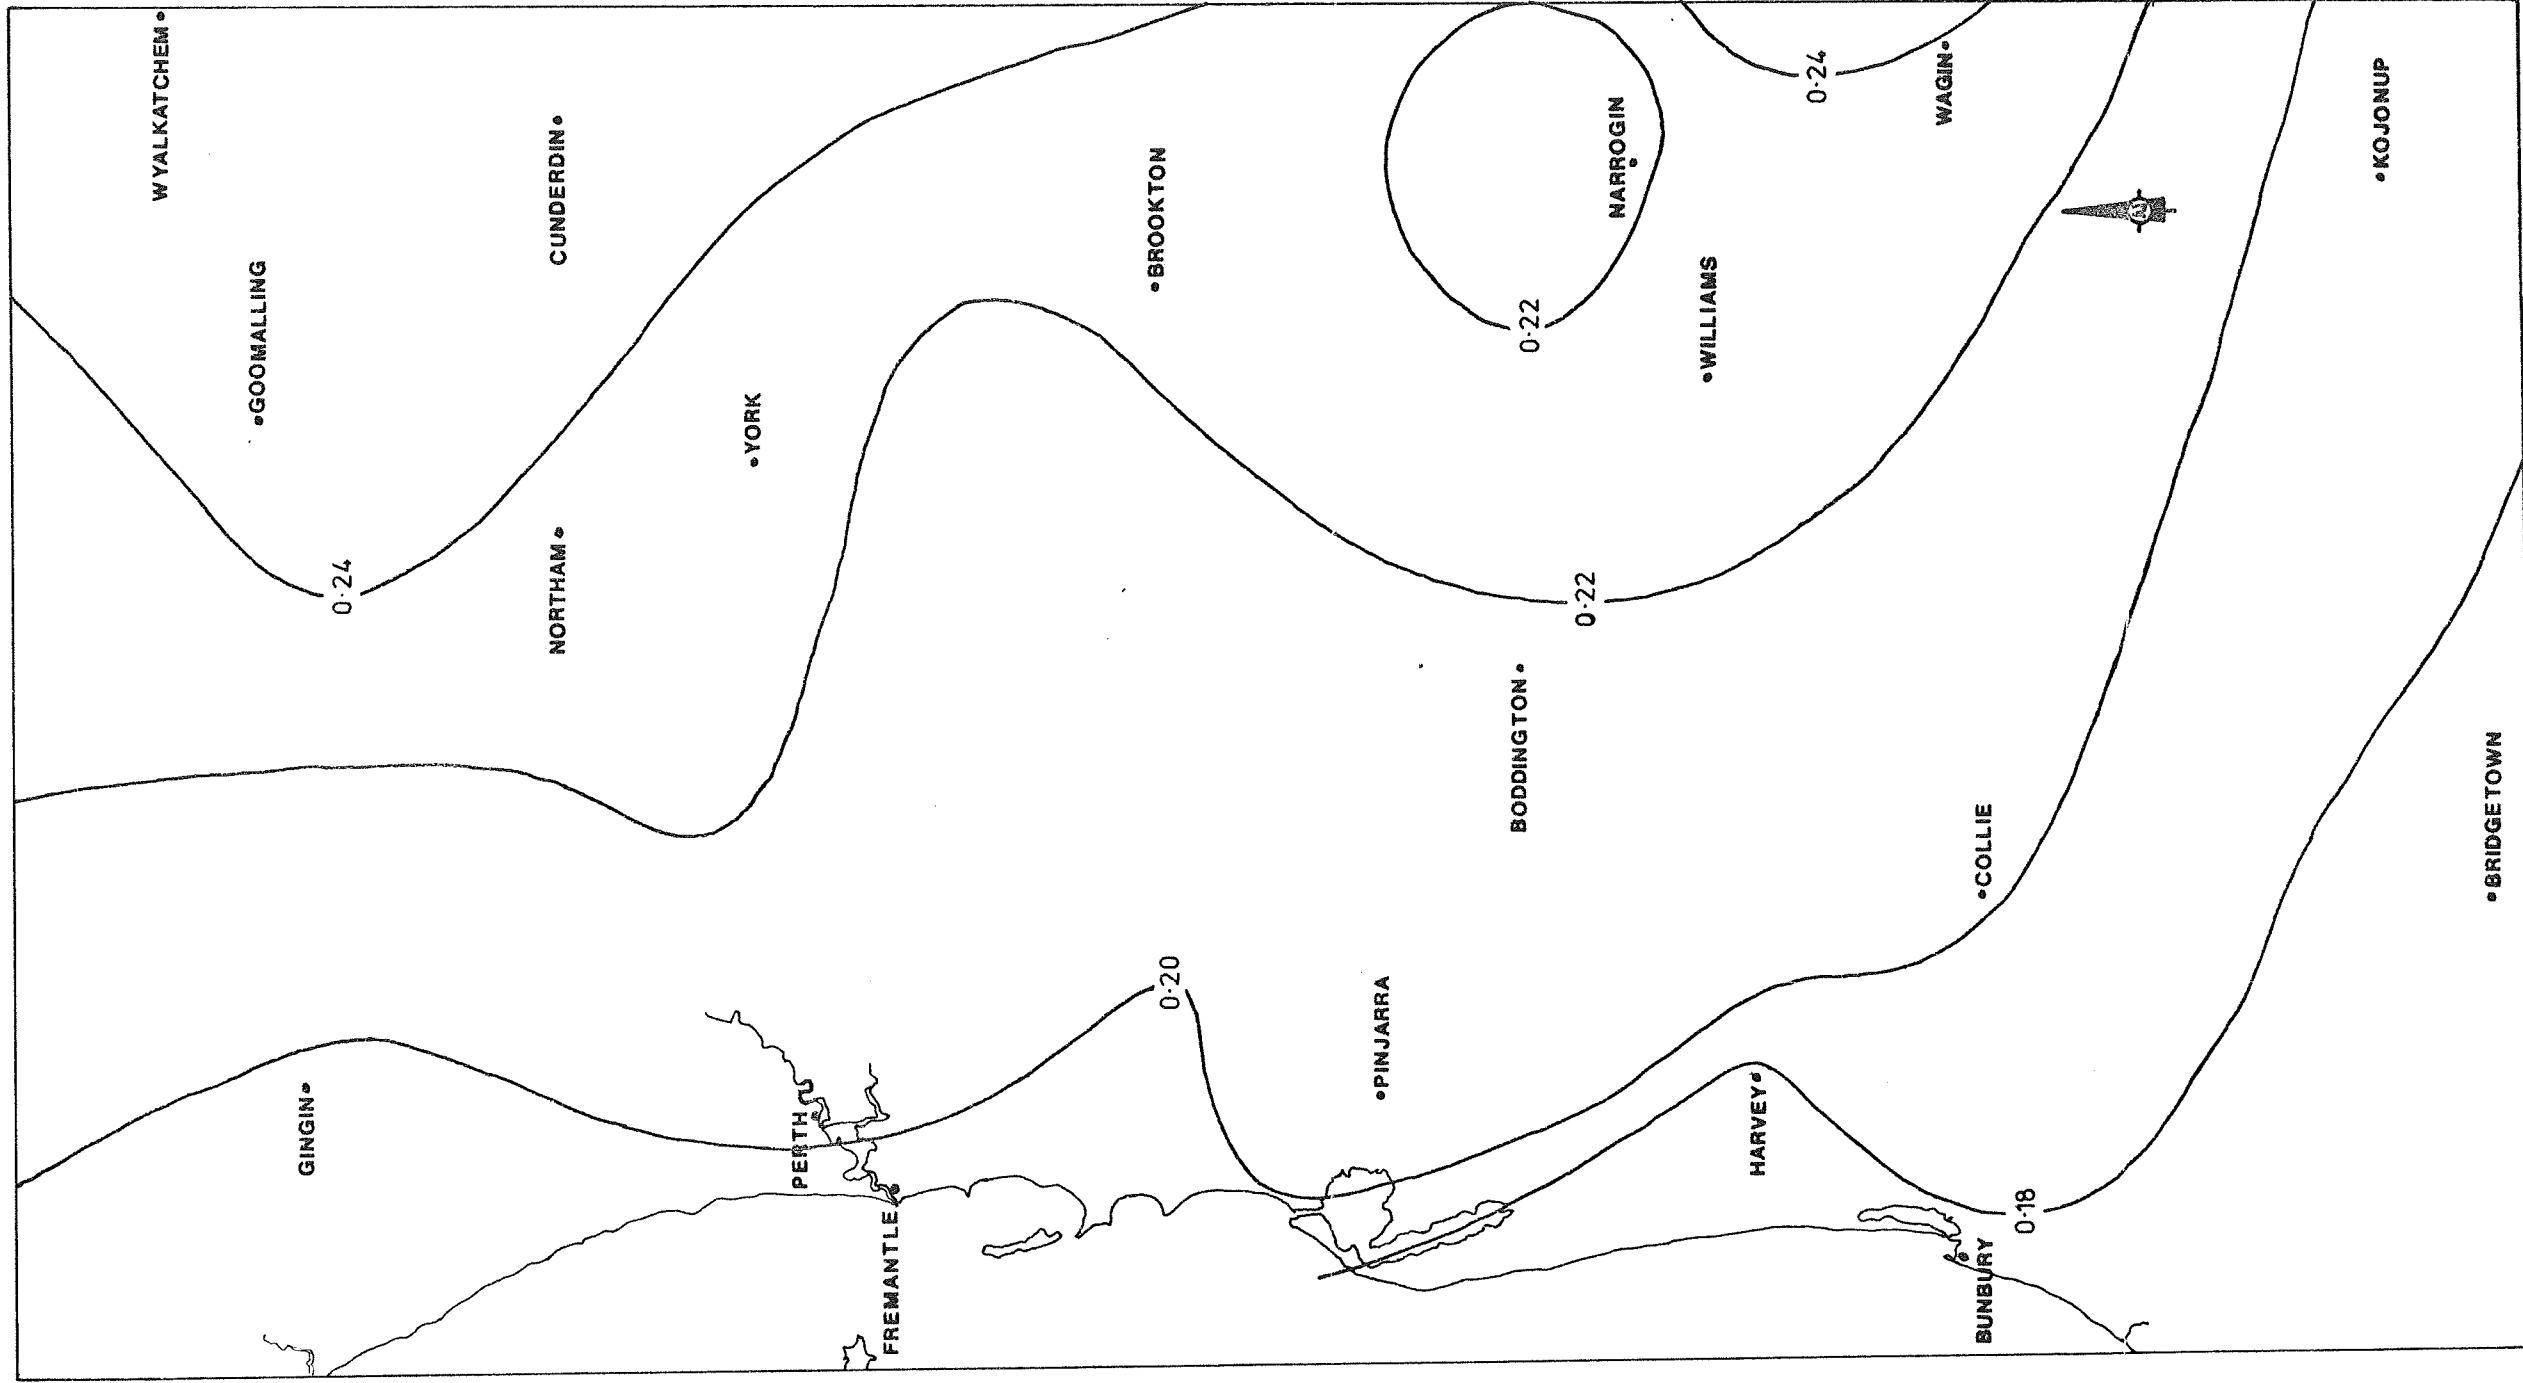 WYALKATCHEM
GOOMALLING
CUNDERDIN
0·24
NORTHAM
YORK
GINGIN
PERTH
FREMANTLE
BROOKTON
0·20
NARROGIN
0·22
WILLIAMS
0·24
WAGIN
0·22
BODDINGTON
PINJARRA
HARVEY
COLLIE
0·18
BUNBURY
KOJONUP
BRIDGETOWN
N